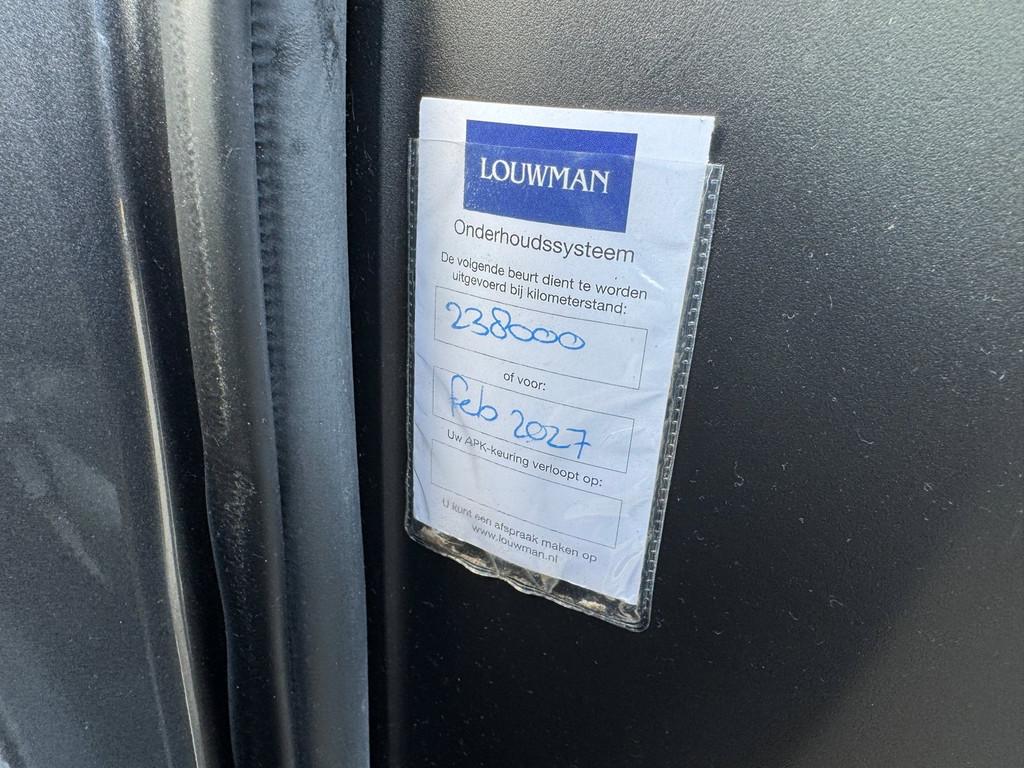 LOUWMAN
Onderhoudssysteem
De volgende beurt dient te worden
uitgevoerd bij kilometerstand:
238000
of voor:
feb 2027
Uw APK-keuring verloopt op:
U kunt een afspraak maken op
www.louwman.nl